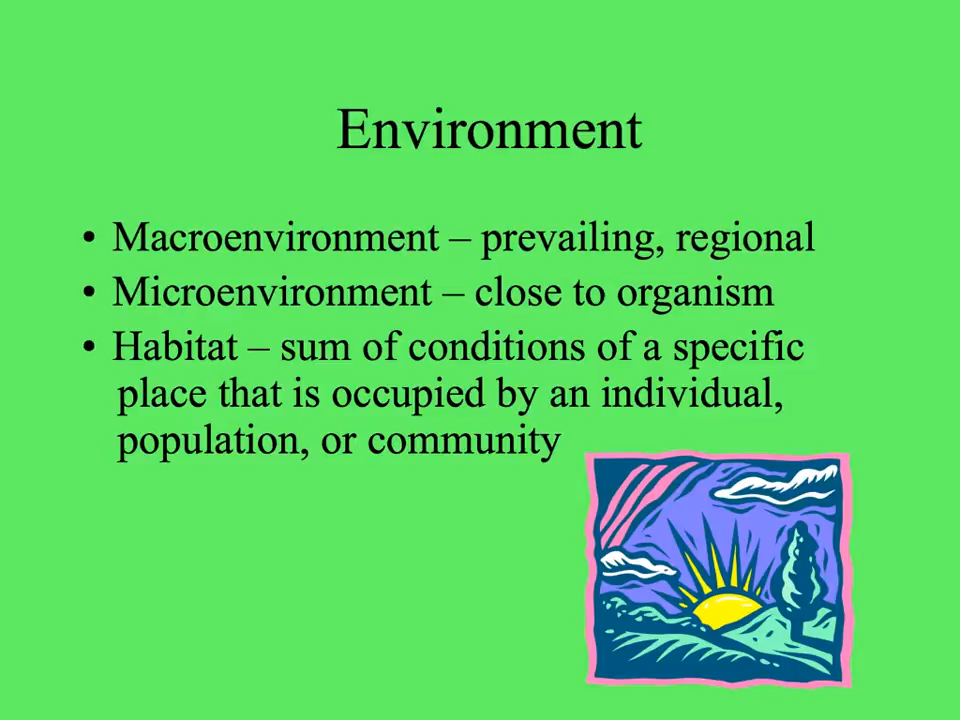 Environment
• Macroenvironment – prevailing, regional
• Microenvironment – close to organism
• Habitat – sum of conditions of a specific
place that is occupied by an individual,
population, or community